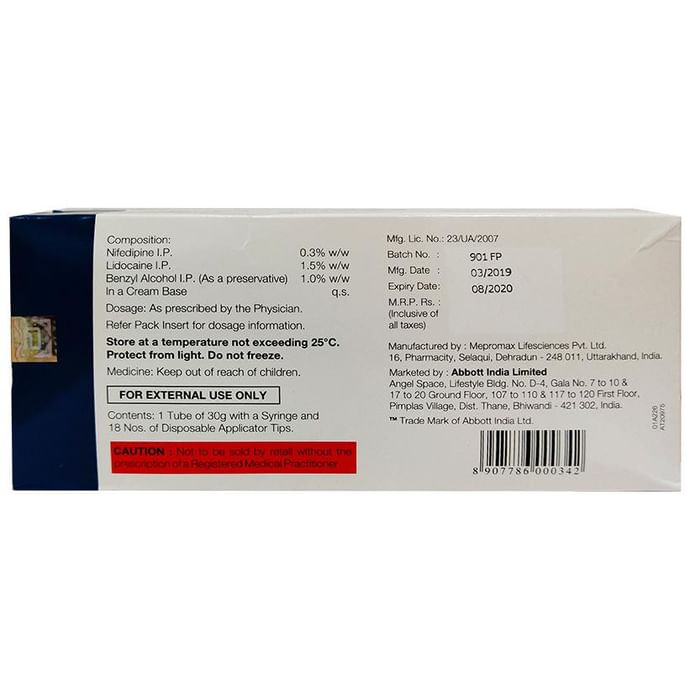 Composition:
Nifedipine I.P. 0.3% w/w
Lidocaine I.P. 1.5% w/w
Benzyl Alcohol I.P. (As a preservative) 1.0% w/w
In a Cream Base q.s.
Dosage: As prescribed by the Physician.
Refer Pack Insert for dosage information.
Store at a temperature not exceeding 25°C.
Protect from light. Do not freeze.
Medicine: Keep out of reach of children.
FOR EXTERNAL USE ONLY
Contents: 1 Tube of 30g with a Syringe and
18 Nos. of Disposable Applicator Tips.
CAUTION : Not to be sold by retail without the
prescription of a Registered Medical Practitioner
Mfg. Lic. No.: 23/UA/2007
Batch No. : 901 FP
Mfg. Date : 03/2019
Expiry Date: 08/2020
M.R.P. Rs. :
(Inclusive of
all taxes)
Manufactured by : Mepromax Lifesciences Pvt. Ltd.
16, Pharmacity, Selaqui, Dehradun - 248 011, Uttarakhand, India.
Marketed by : Abbott India Limited
Angel Space, Lifestyle Bldg. No. D-4, Gala No. 7 to 10 &
17 to 20 Ground Floor, 107 to 110 & 117 to 120 First Floor,
Pimplas Village, Dist. Thane, Bhiwandi - 421 302, India.
™ Trade Mark of Abbott India Ltd.
8 907786 000342
01A226
AT20975